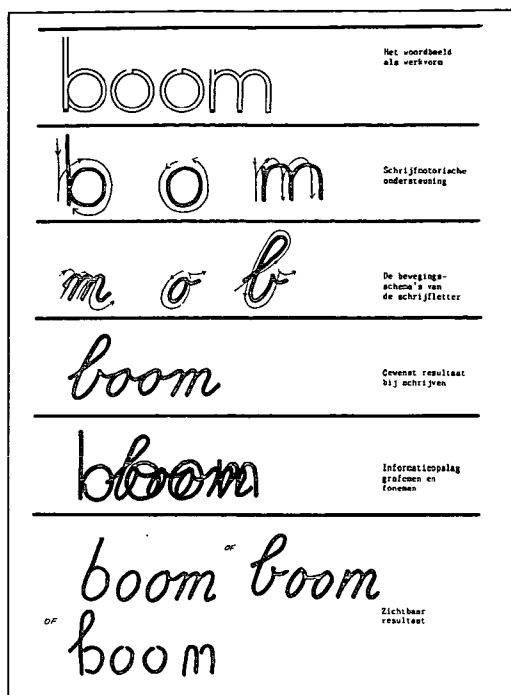 boom
Het woordbeeld
als werkvorm
b o m
Schrijfmotorische
ondersteuning
m o b
De bewegings-
schema's van
de schrijfletter
boom
Gewenst resultaat
bij schrijven
boom
Informatieopslag
grafemen en
fonemen
boom OF boom
Zichtbaar
resultaat
OF boom